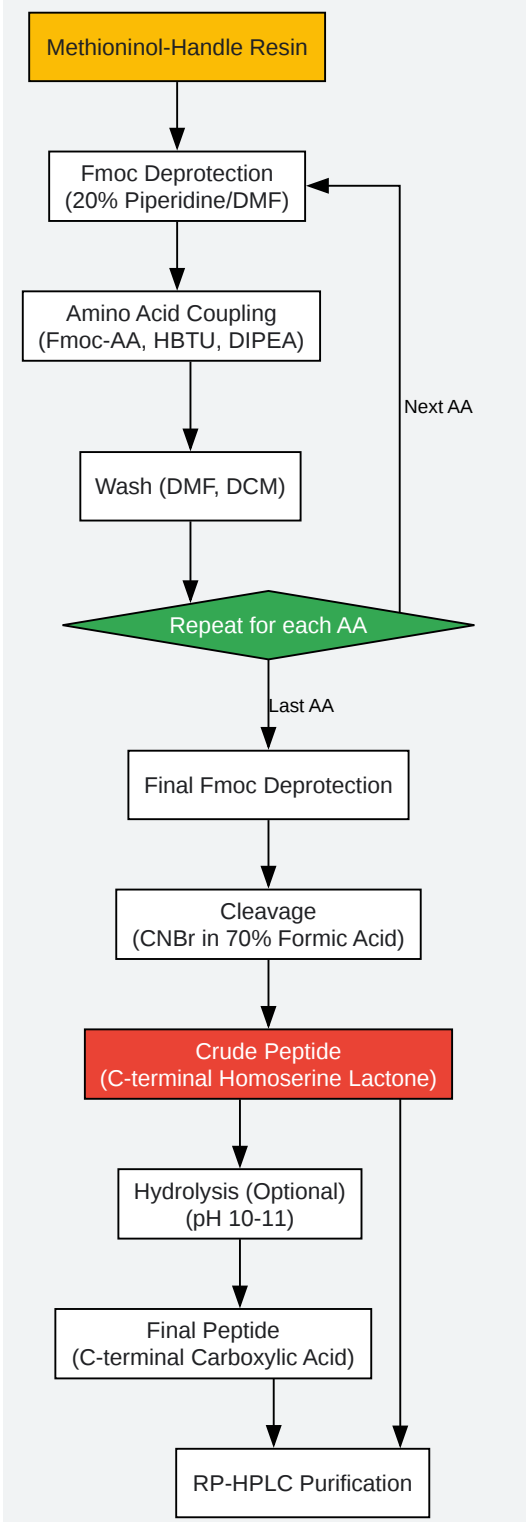 Methioninol-Handle Resin
Fmoc Deprotection
(20% Piperidine/DMF)
Amino Acid Coupling
(Fmoc-AA, HBTU, DIPEA)
Next AA
Wash (DMF, DCM)
Repeat for each AA
Last AA
Final Fmoc Deprotection
Cleavage
(CNBr in 70% Formic Acid)
Crude Peptide
(C-terminal Homoserine Lactone)
Hydrolysis (Optional)
(pH 10-11)
Final Peptide
(C-terminal Carboxylic Acid)
RP-HPLC Purification